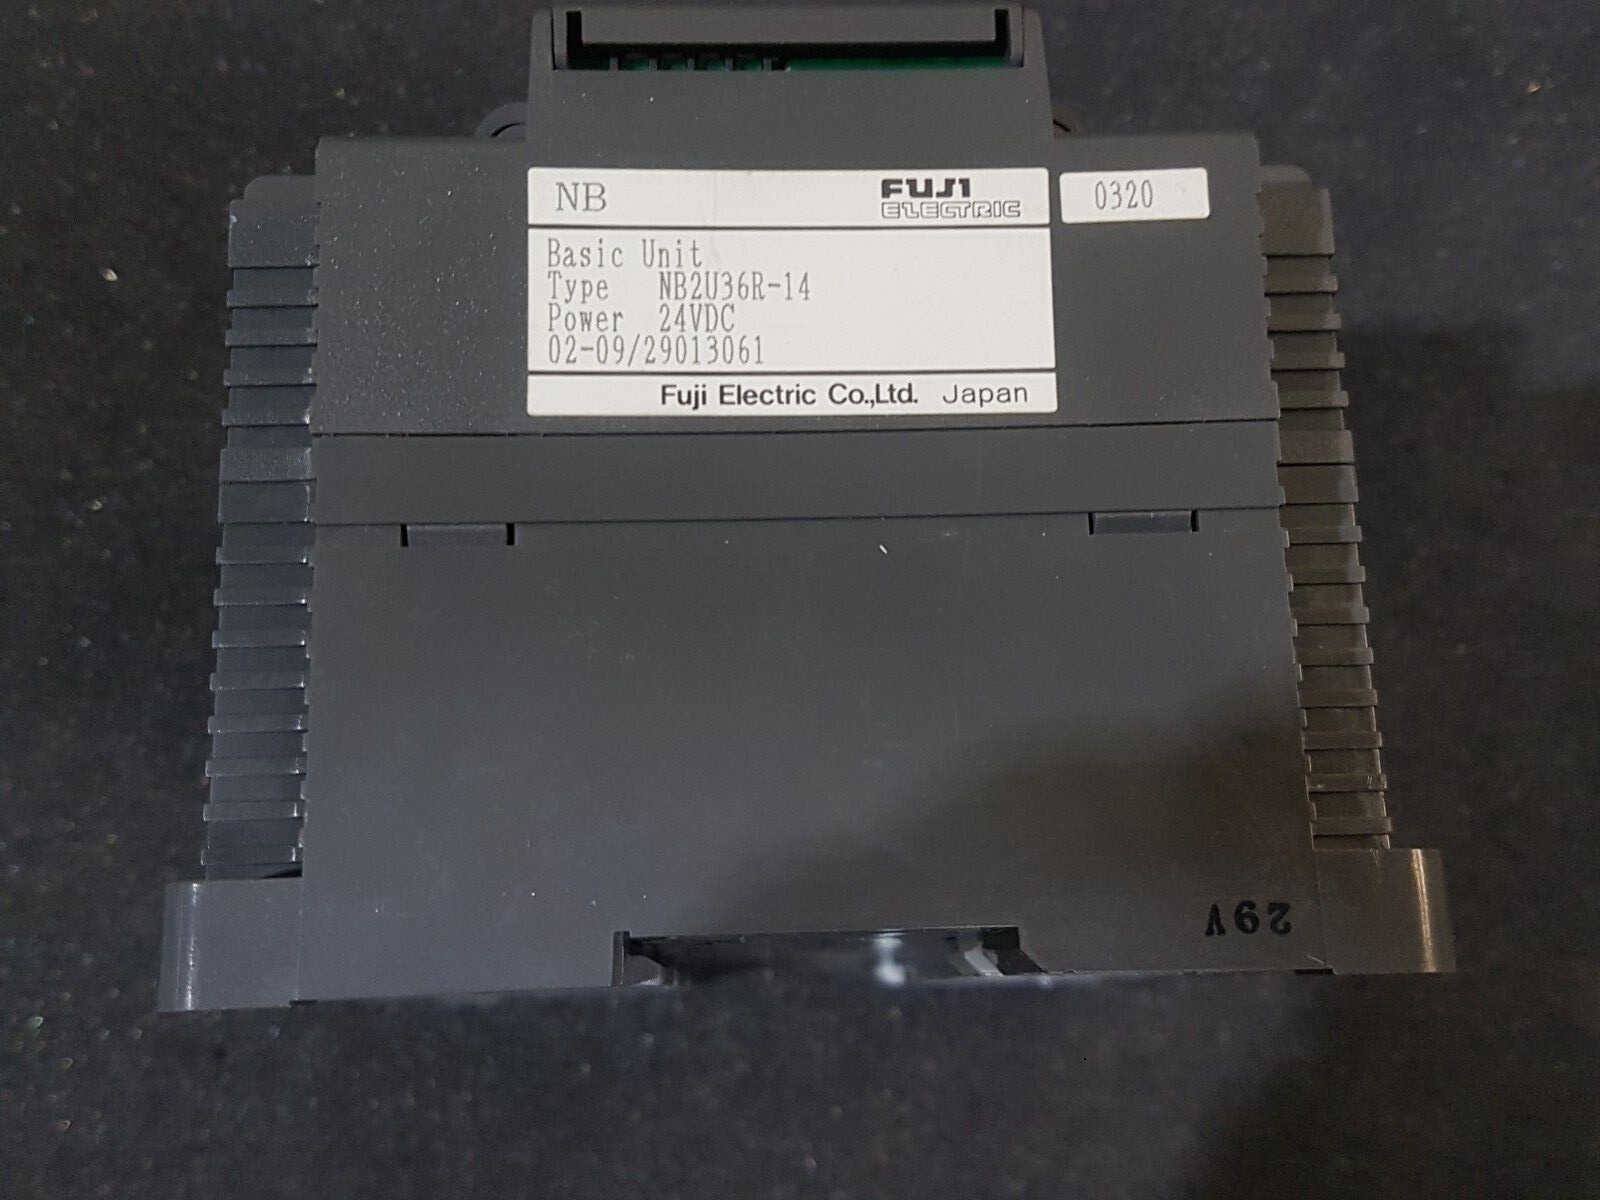 NB
FUJI
ELECTRIC
0320
Basic Unit
Type NB2U36R-14
Power 24VDC
02-09/29013061
Fuji Electric Co.,Ltd. Japan
29V